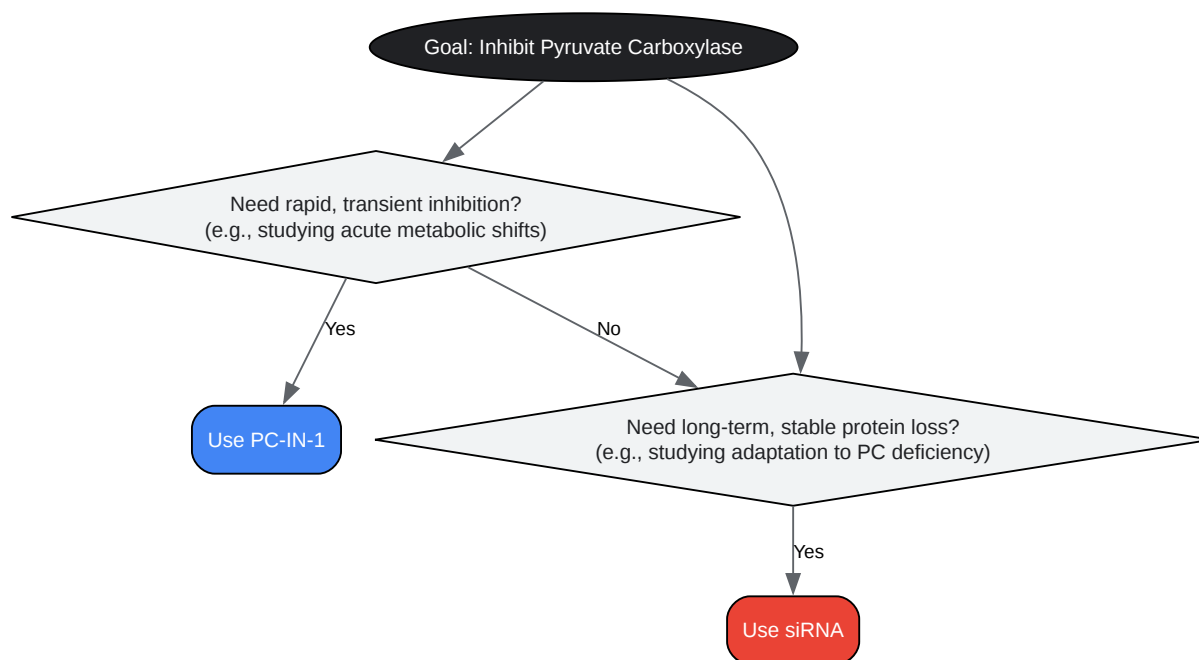 Goal: Inhibit Pyruvate Carboxylase
Need rapid, transient inhibition?
(e.g., studying acute metabolic shifts)
Yes
No
Use PC-IN-1
Need long-term, stable protein loss?
(e.g., studying adaptation to PC deficiency)
Yes
Use siRNA